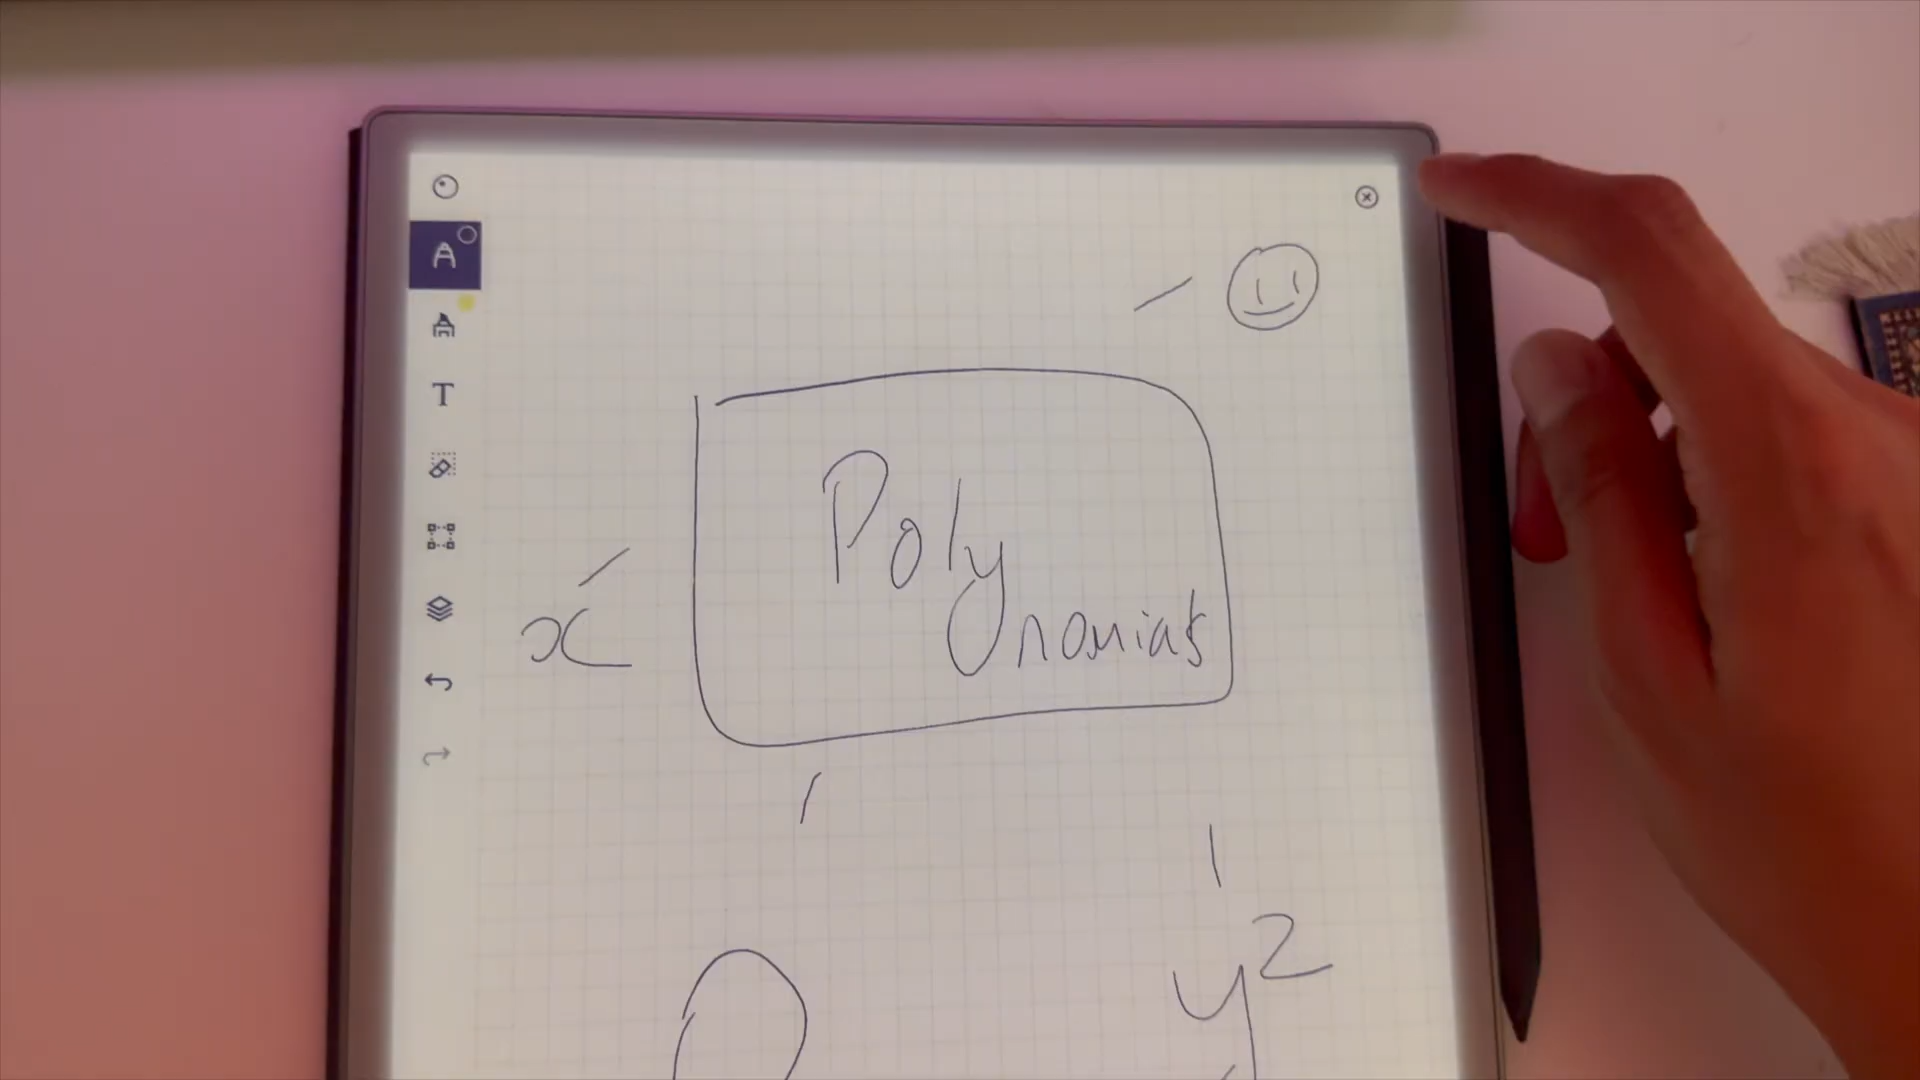 T
Poly
nomials
x
y²